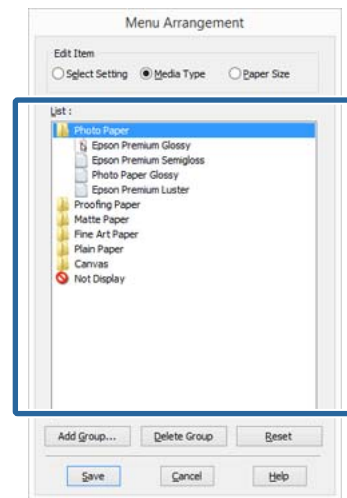 Menu Arrangement
Edit Item
Select Setting Media Type Paper Size
List :
Photo Paper
Epson Premium Glossy
Epson Premium Semigloss
Photo Paper Glossy
Epson Premium Luster
Proofing Paper
Matte Paper
Fine Art Paper
Plain Paper
Canvas
Not Display
Add Group... Delete Group Reset
Save Cancel Help